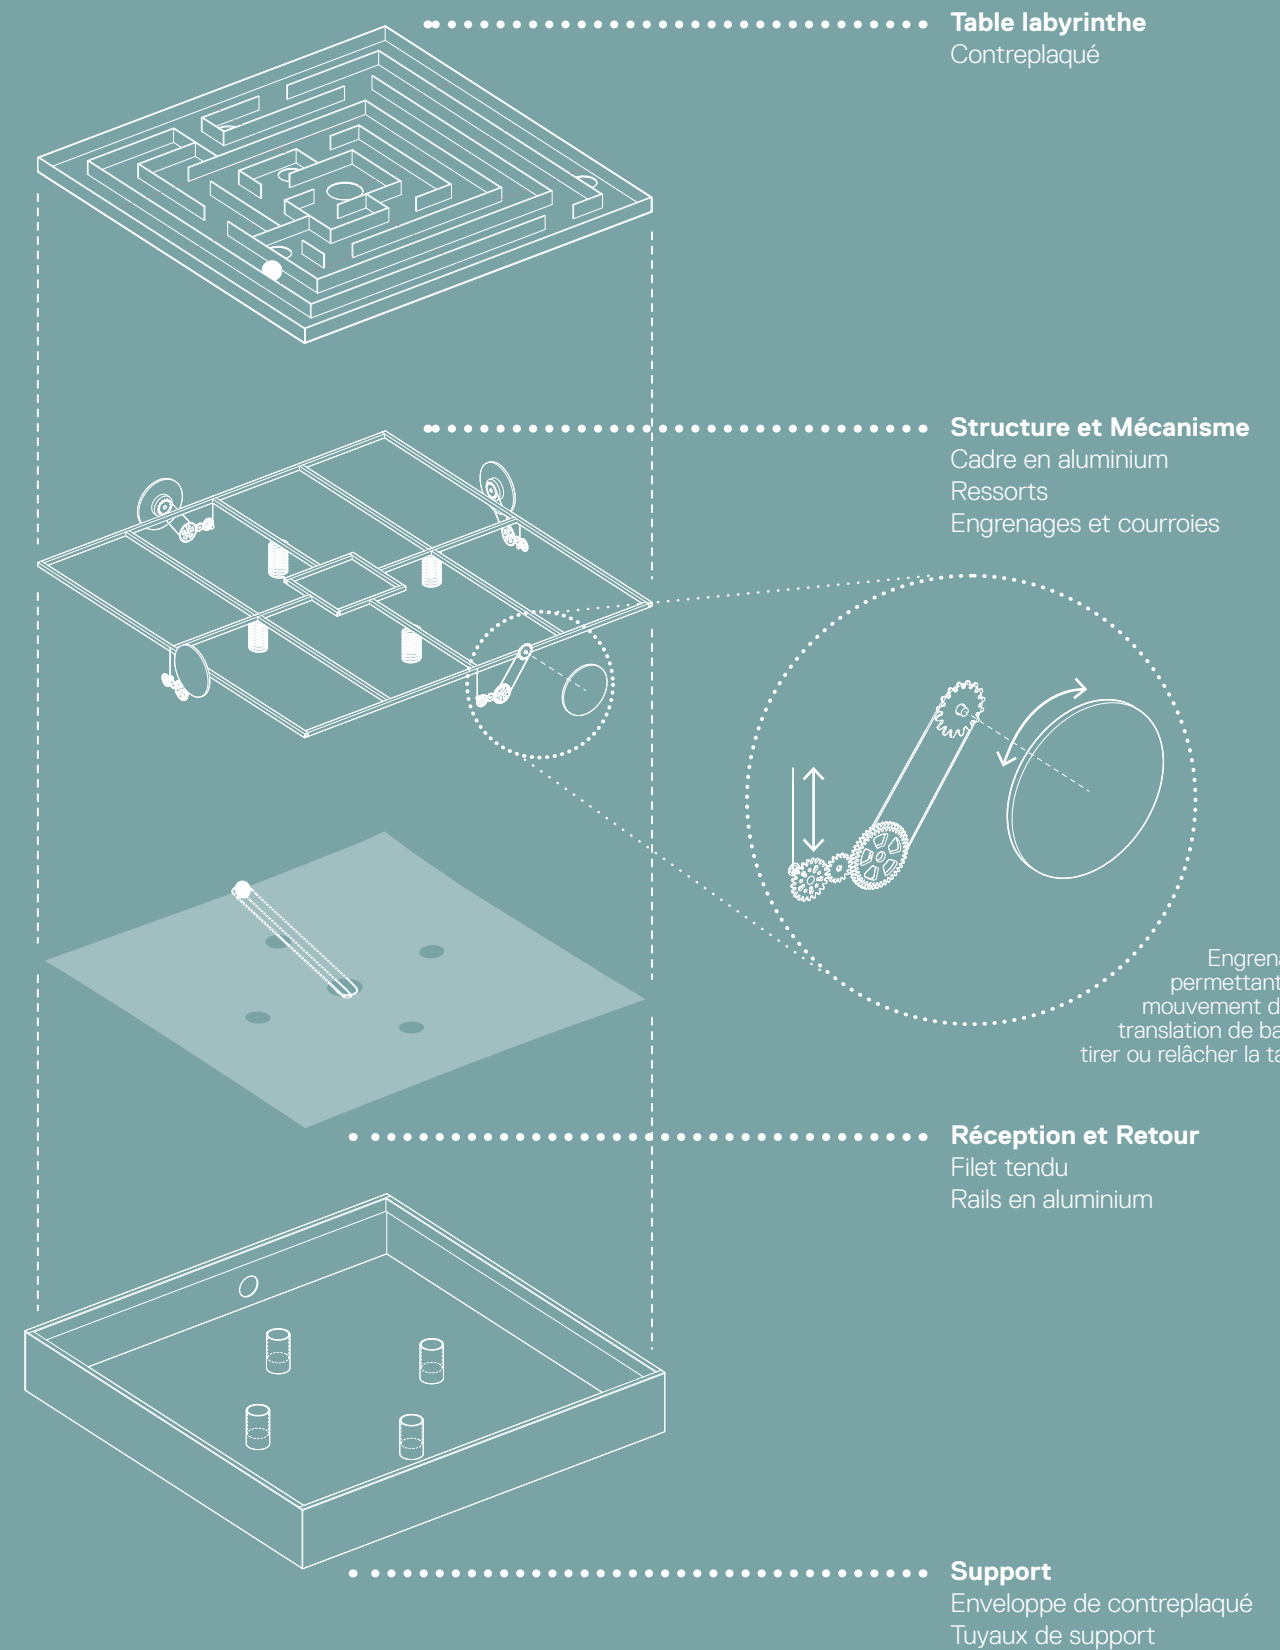 Table labyrinthe
Contreplaqué
Structure et Mécanisme
Cadre en aluminium
Ressorts
Engrenages et courroies
permettant
mouvement
translation de
tirer ou relâcher la
Réception et Retour
Filet tendu
Rails en aluminium
Support
Enveloppe de contreplaqué
Tuyaux de support